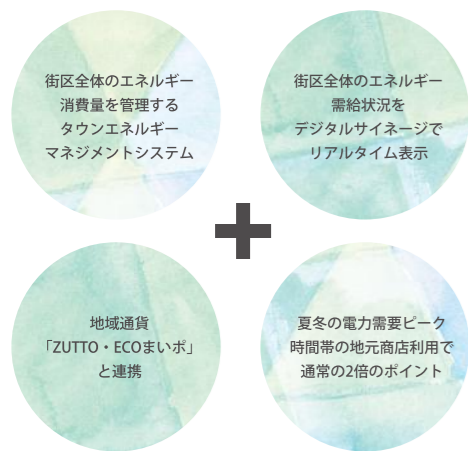 街区全体のエネルギー
消費量を管理する
タウンエネルギー
マネジメントシステム
街区全体のエネルギー
需給状況を
デジタルサイネージで
リアルタイム表示
+
地域通貨
「ZUTTO・ECOまいポ」
と連携
夏冬の電力需要ピーク
時間帯の地元商店利用で
通常の2倍のポイント